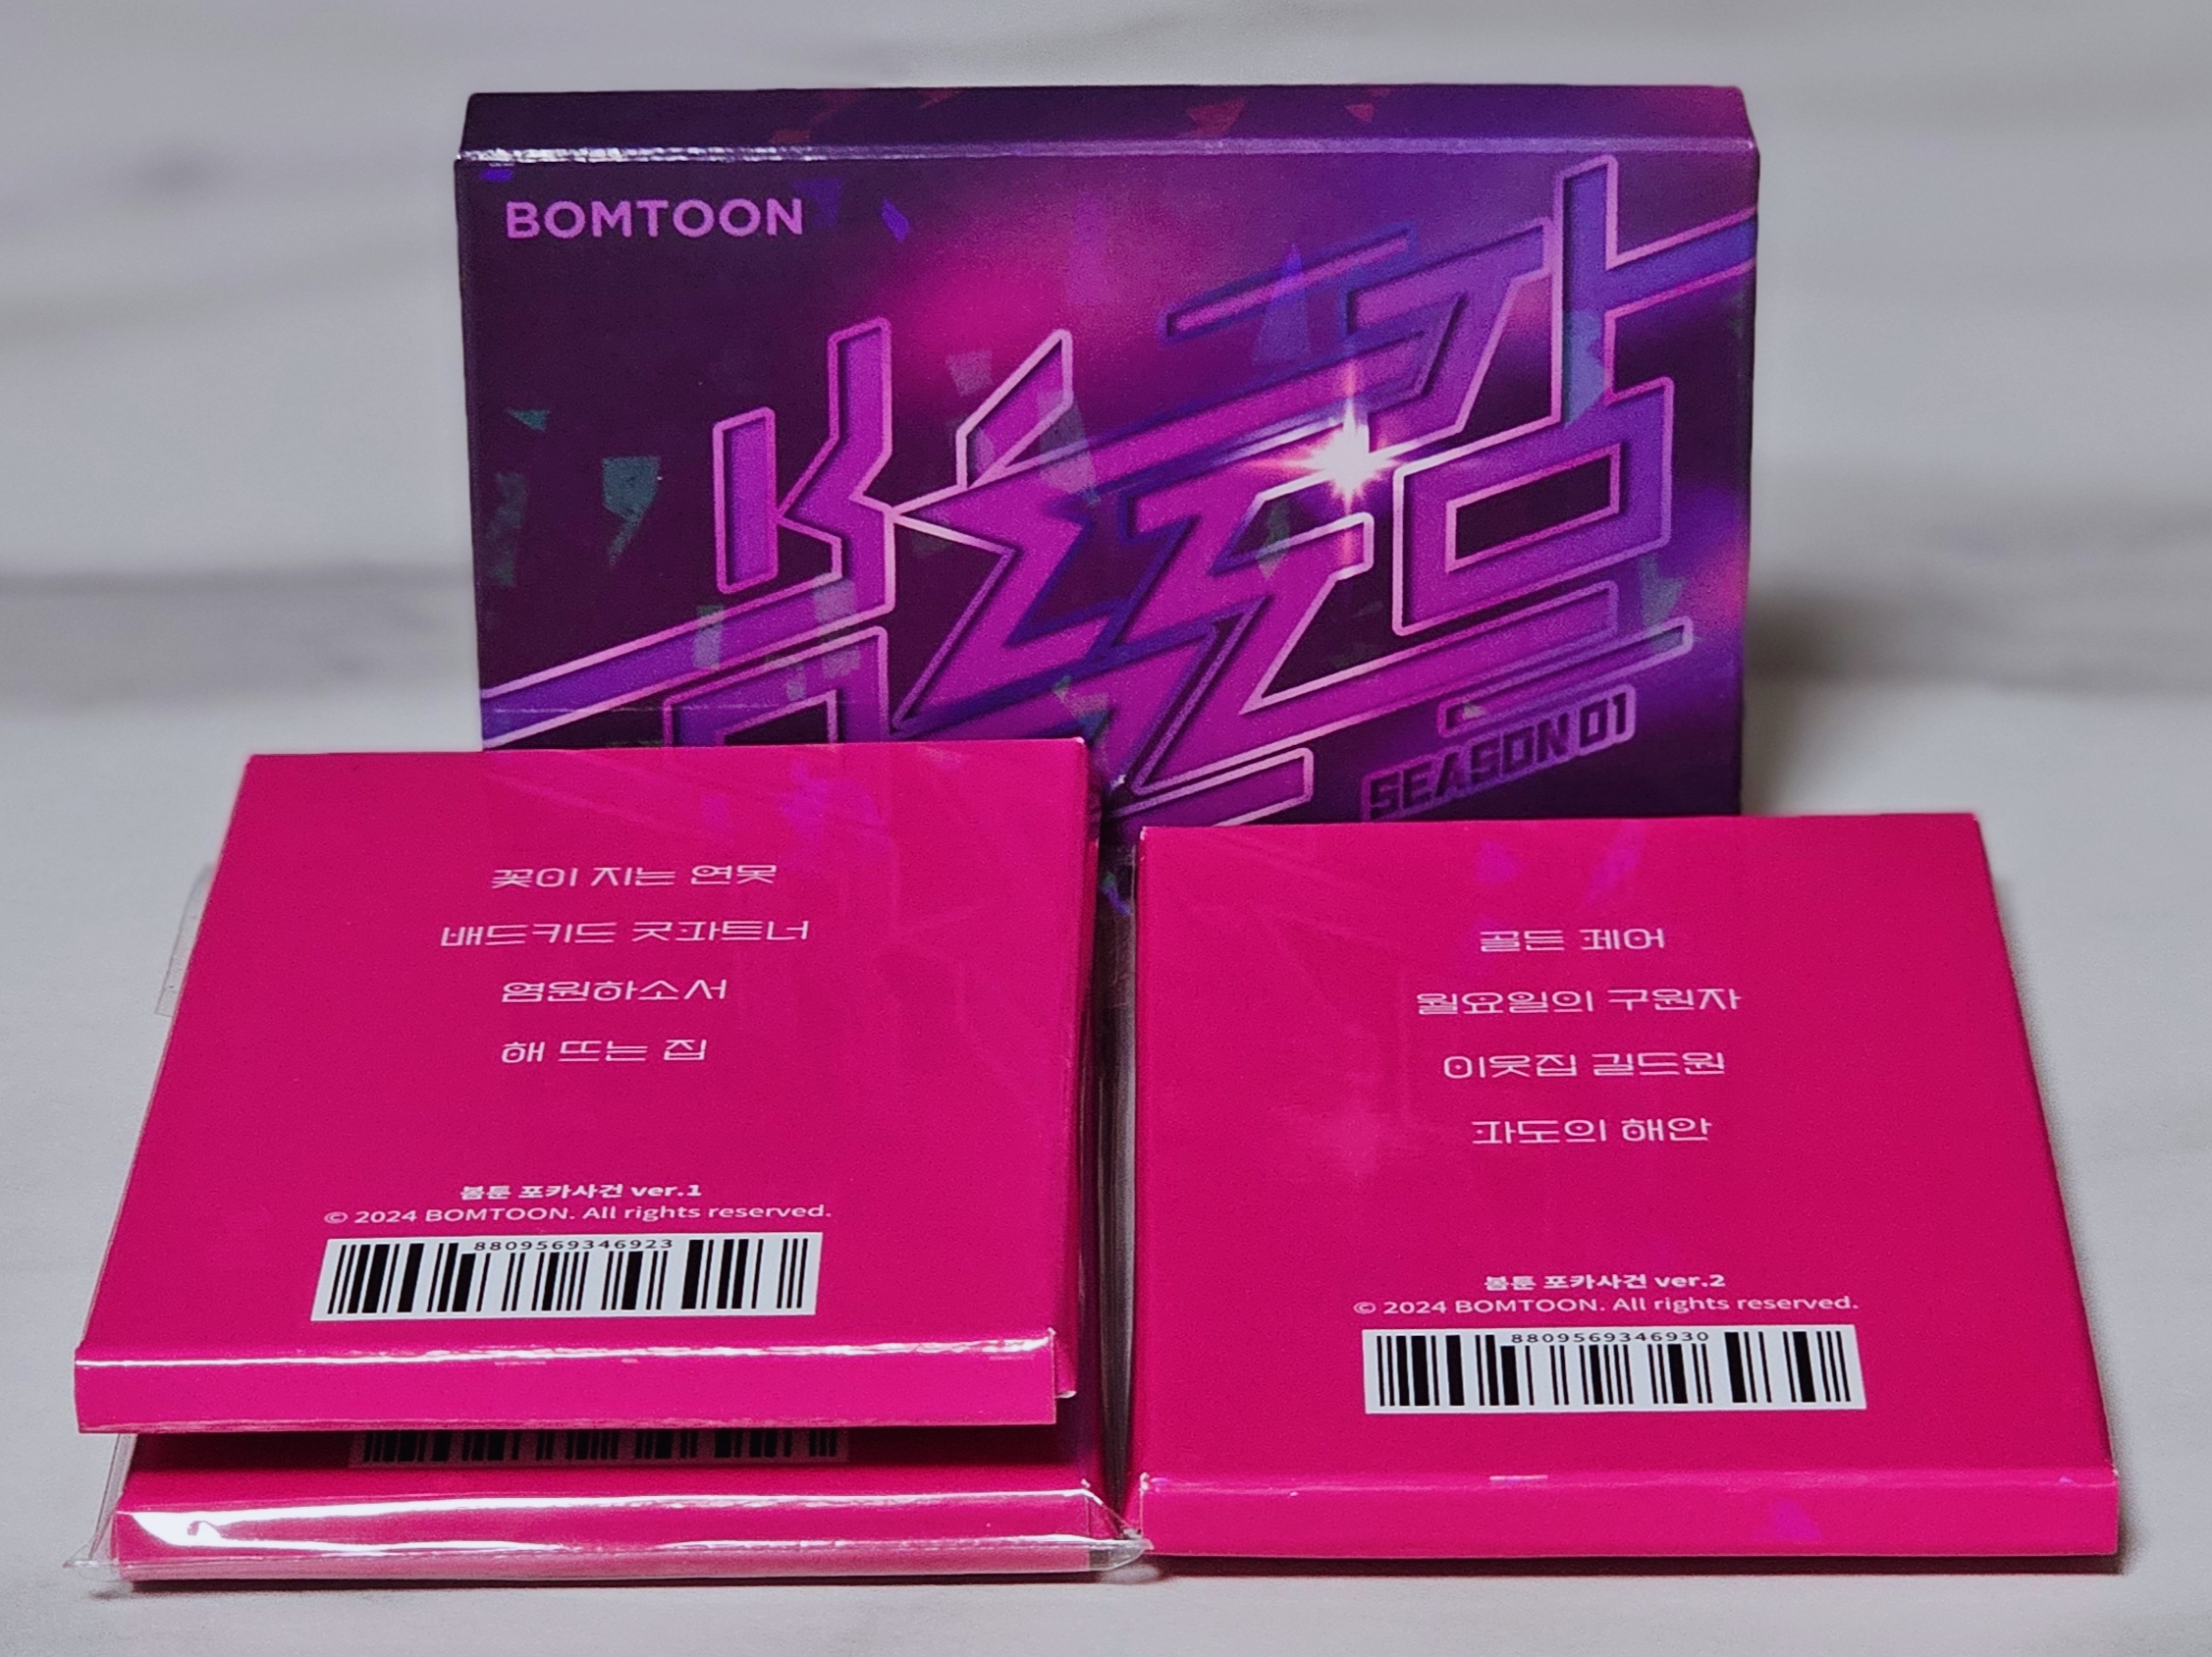 BOMTOON
SEASON 01
꽃이 지는 연못
배드키드 굿파트너
염원하소서
해 뜨는 집
봄툰 포카사건 ver.1
© 2024 BOMTOON. All rights reserved.
8809569346923
골든 페어
월요일의 구원자
이웃집 길드원
파도의 해안
봄툰 포카사건 ver.2
© 2024 BOMTOON. All rights reserved.
8809569346930